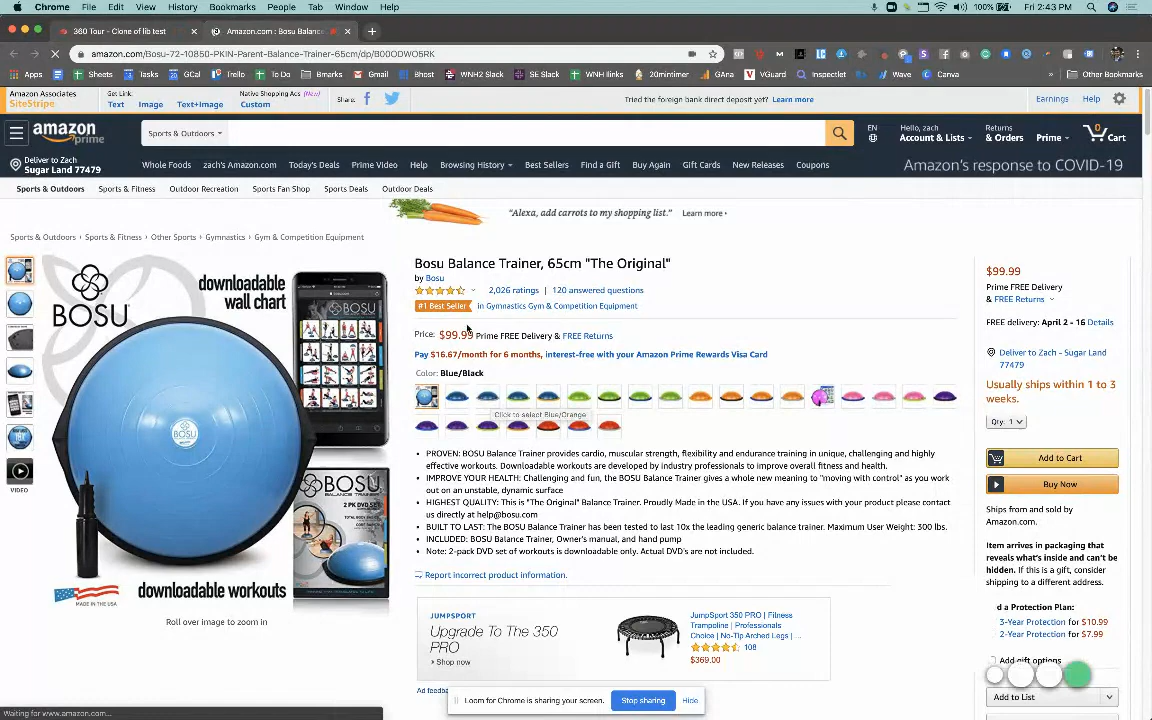 Chrome File Edit View History Bookmarks People Tab Window Help 100% Fri 2:43 PM
360 Tour - Clone of lib test
Amazon.com : Bosu Balance
amazon.com/Bosu-72-10850-PKIN-Parent-Balance-Trainer-65cm/dp/B00ODWO5RK
Apps Sheets Tasks GCal Trello To Do Bmarks Gmail Bhost WNH2 Slack SE Slack WNH Ilinks 20mintimer GAna VGuard Inspectlet Wave Canva Other Bookmarks
Amazon Associates
SiteStripe
Get Link:
Text Image Text+Image
Native Shopping Ads (New)
Custom
Share:
Tried the foreign bank direct deposit yet? Learn more
Earnings Help
amazon prime
Sports & Outdoors
EN
Hello, zach
Account & Lists
Returns
& Orders
Prime
0
Cart
Deliver to Zach
Sugar Land 77479
Whole Foods zach's Amazon.com Today's Deals Prime Video Help Browsing History Best Sellers Find a Gift Buy Again Gift Cards New Releases Coupons
Amazon's response to COVID-19
Sports & Outdoors Sports & Fitness Outdoor Recreation Sports Fan Shop Sports Deals Outdoor Deals
"Alexa, add carrots to my shopping list." Learn more ›
Sports & Outdoors › Sports & Fitness › Other Sports › Gymnastics › Gym & Competition Equipment
BOSU
downloadable
wall chart
BOSU
BOSU
BALANCE TRAINER
2 PK DVD SET
MADE IN THE USA
downloadable workouts
VIDEO
Roll over image to zoom in
Bosu Balance Trainer, 65cm "The Original"
by Bosu
2,026 ratings | 120 answered questions
#1 Best Seller in Gymnastics Gym & Competition Equipment
Price: $99.99 Prime FREE Delivery & FREE Returns
Pay $16.67/month for 6 months, interest-free with your Amazon Prime Rewards Visa Card
Color: Blue/Black
Click to select Blue/Orange
• PROVEN: BOSU Balance Trainer provides cardio, muscular strength, flexibility and endurance training in unique, challenging and highly
effective workouts. Downloadable workouts are developed by industry professionals to improve overall fitness and health.
• IMPROVE YOUR HEALTH: Challenging and fun, the BOSU Balance Trainer gives a whole new meaning to "moving with control" as you work
out on an unstable, dynamic surface
• HIGHEST QUALITY: This is "The Original" Balance Trainer. Proudly Made in the USA. If you have any issues with your product please contact
us directly at help@bosu.com
• BUILT TO LAST: The BOSU Balance Trainer has been tested to last 10x the leading generic balance trainer. Maximum User Weight: 300 lbs.
• INCLUDED: BOSU Balance Trainer, Owner's manual, and hand pump
• Note: 2-pack DVD set of workouts is downloadable only. Actual DVD's are not included.
Report incorrect product information.
JUMPSPORT
Upgrade To The 350
PRO
› Shop now
JumpSport 350 PRO | Fitness
Trampoline | Professionals
Choice | No-Tip Arched Legs | ...
108
$369.00
Ad feedba
$99.99
Prime FREE Delivery
& FREE Returns
FREE delivery: April 2 - 16 Details
Deliver to Zach - Sugar Land
77479
Usually ships within 1 to 3
weeks.
Qty: 1
Add to Cart
Buy Now
Ships from and sold by
Amazon.com.
Item arrives in packaging that
reveals what's inside and can't be
hidden. If this is a gift, consider
shipping to a different address.
d a Protection Plan:
3-Year Protection for $10.99
2-Year Protection for $7.99
Add gift options
Add to List
Loom for Chrome is sharing your screen. Stop sharing Hide
Waiting for www.amazon.com...